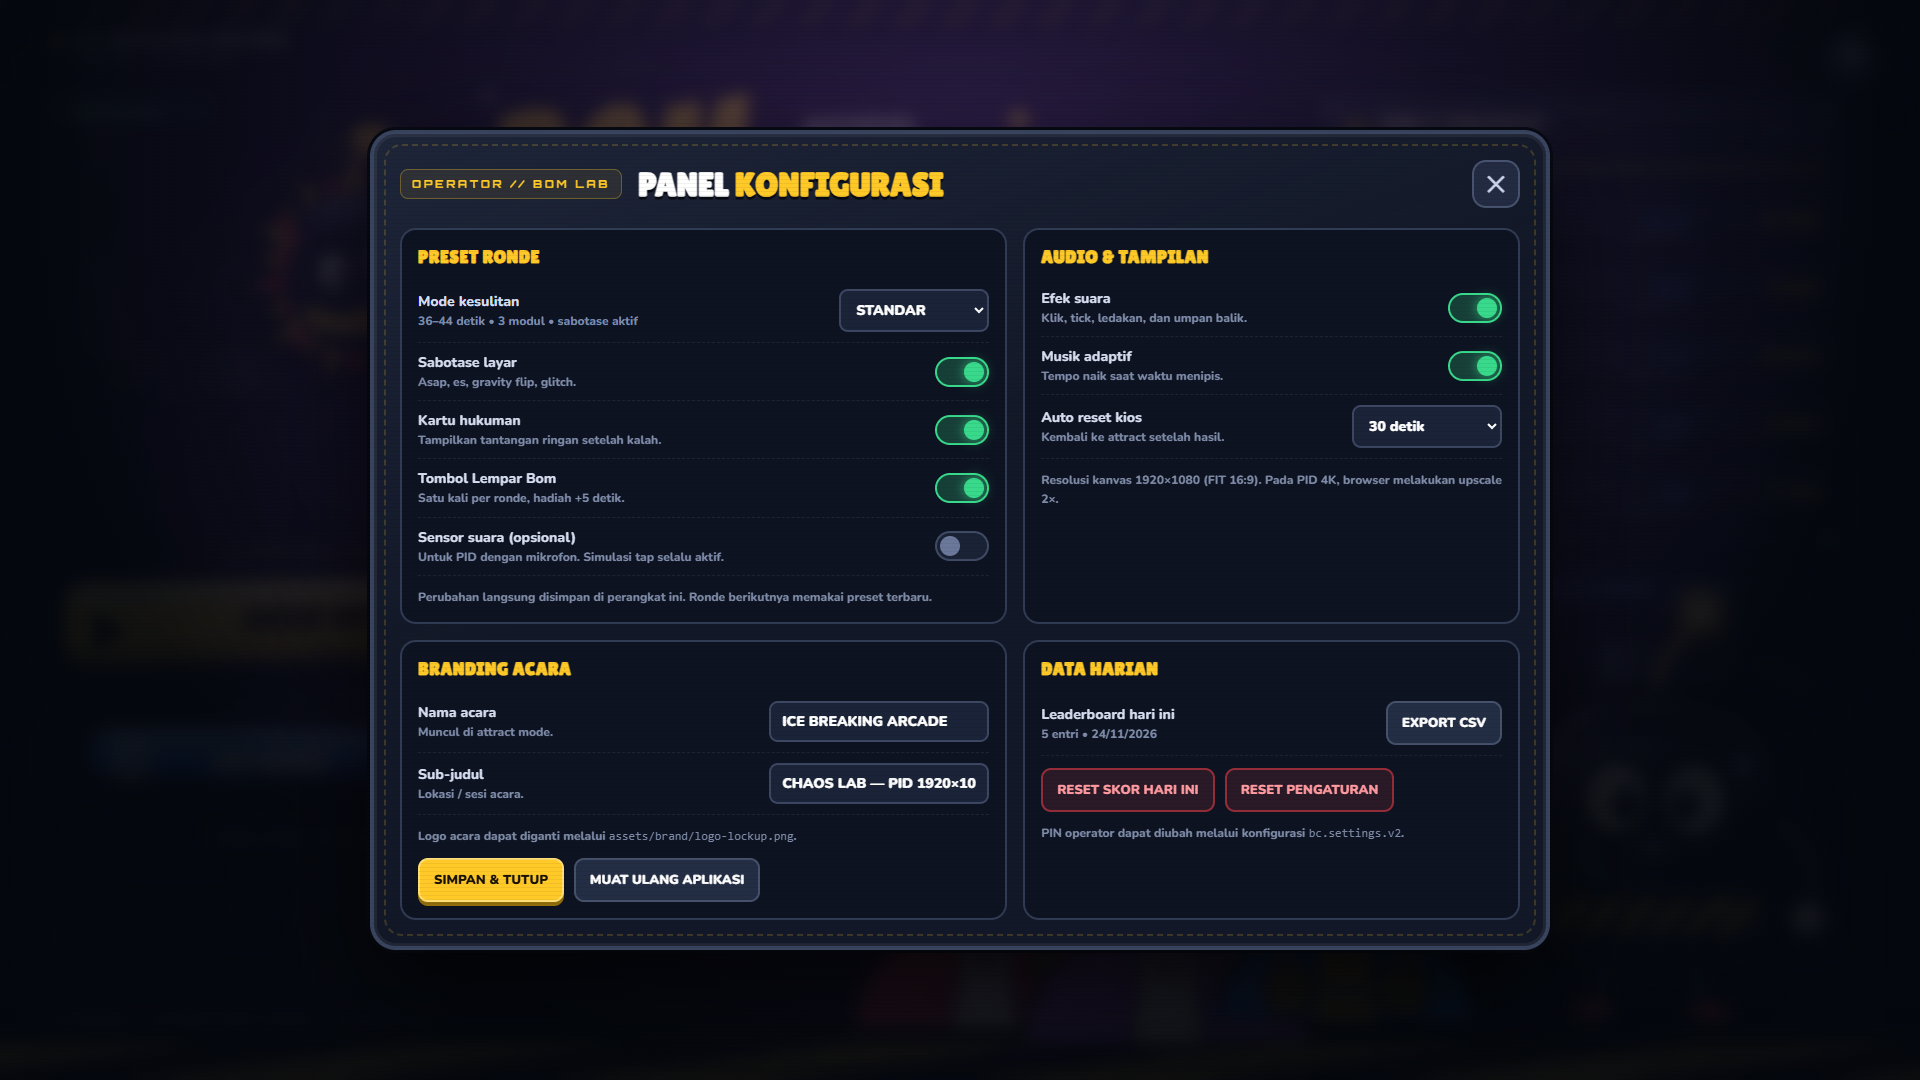 OPERATOR // BOM LAB
PANEL KONFIGURASI
PRESET RONDE
Mode kesulitan
36–44 detik • 3 modul • sabotase aktif
STANDAR
Sabotase layar
Asap, es, gravity flip, glitch.
Kartu hukuman
Tampilkan tantangan ringan setelah kalah.
Tombol Lempar Bom
Satu kali per ronde, hadiah +5 detik.
Sensor suara (opsional)
Untuk PID dengan mikrofon. Simulasi tap selalu aktif.
Perubahan langsung disimpan di perangkat ini. Ronde berikutnya memakai preset terbaru.
AUDIO & TAMPILAN
Efek suara
Klik, tick, ledakan, dan umpan balik.
Musik adaptif
Tempo naik saat waktu menipis.
Auto reset kios
Kembali ke attract setelah hasil.
30 detik
Resolusi kanvas 1920×1080 (FIT 16:9). Pada PID 4K, browser melakukan upscale
2×.
BRANDING ACARA
Nama acara
Muncul di attract mode.
ICE BREAKING ARCADE
Sub-judul
Lokasi / sesi acara.
CHAOS LAB — PID 1920×10
Logo acara dapat diganti melalui assets/brand/logo-lockup.png.
SIMPAN & TUTUP
MUAT ULANG APLIKASI
DATA HARIAN
Leaderboard hari ini
5 entri • 24/11/2026
EXPORT CSV
RESET SKOR HARI INI
RESET PENGATURAN
PIN operator dapat diubah melalui konfigurasi bc.settings.v2.